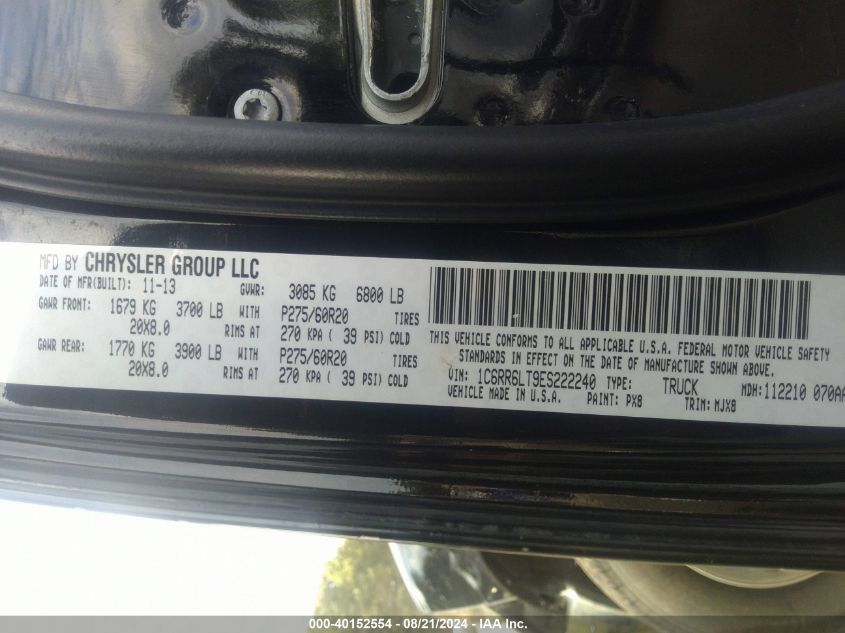 MFD BY CHRYSLER GROUP LLC
DATE OF MFR(BUILT): 11-13 GVWR: 3085 KG 6800 LB
GAWR FRONT: 1679 KG 3700 LB WITH P275/60R20 TIRES
20X8.0 RIMS AT 270 KPA ( 39 PSI) COLD
GAWR REAR: 1770 KG 3900 LB WITH P275/60R20 TIRES
20X8.0 RIMS AT 270 KPA ( 39 PSI) COLD
THIS VEHICLE CONFORMS TO ALL APPLICABLE U.S.A. FEDERAL MOTOR VEHICLE SAFETY
STANDARDS IN EFFECT ON THE DATE OF MANUFACTURE SHOWN ABOVE.
VIN: 1C6RR6LT9ES222240 TYPE: TRUCK MDH: 112210 070AA
VEHICLE MADE IN U.S.A. PAINT: PX8 TRIM: MJX8
000-40152554 - 08/21/2024 - IAA Inc.